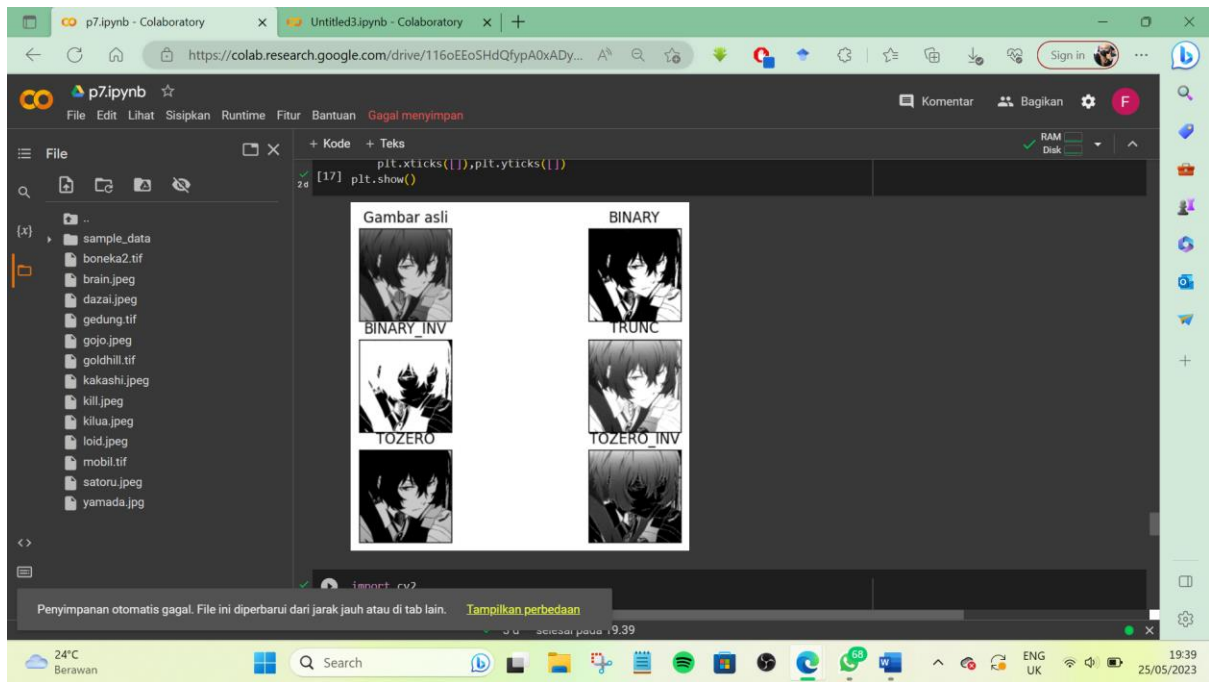 p7.ipynb - Colaboratory
Untitled3.ipynb - Colaboratory
https://colab.research.google.com/drive/116oEEoSHdQfypA0xADy...
Sign in
p7.ipynb
File Edit Lihat Sisipkan Runtime Fitur Bantuan Gagal menyimpan
Komentar
Bagikan
F
File
+ Kode + Teks
RAM
Disk
{x}
..
sample_data
boneka2.tif
brain.jpeg
dazai.jpeg
gedung.tif
gojo.jpeg
goldhill.tif
kakashi.jpeg
kill.jpeg
kilua.jpeg
loid.jpeg
mobil.tif
satoru.jpeg
yamada.jpg
plt.xticks([]),plt.yticks([])
2 d
[17] plt.show()
Gambar asli
BINARY
BINARY_INV
TRUNC
TOZERO
TOZERO_INV
import cv2
Penyimpanan otomatis gagal. File ini diperbarui dari jarak jauh atau di tab lain. Tampilkan perbedaan
selesai pada 19.39
24°C
Berawan
Search
68
ENG
UK
19:39
25/05/2023